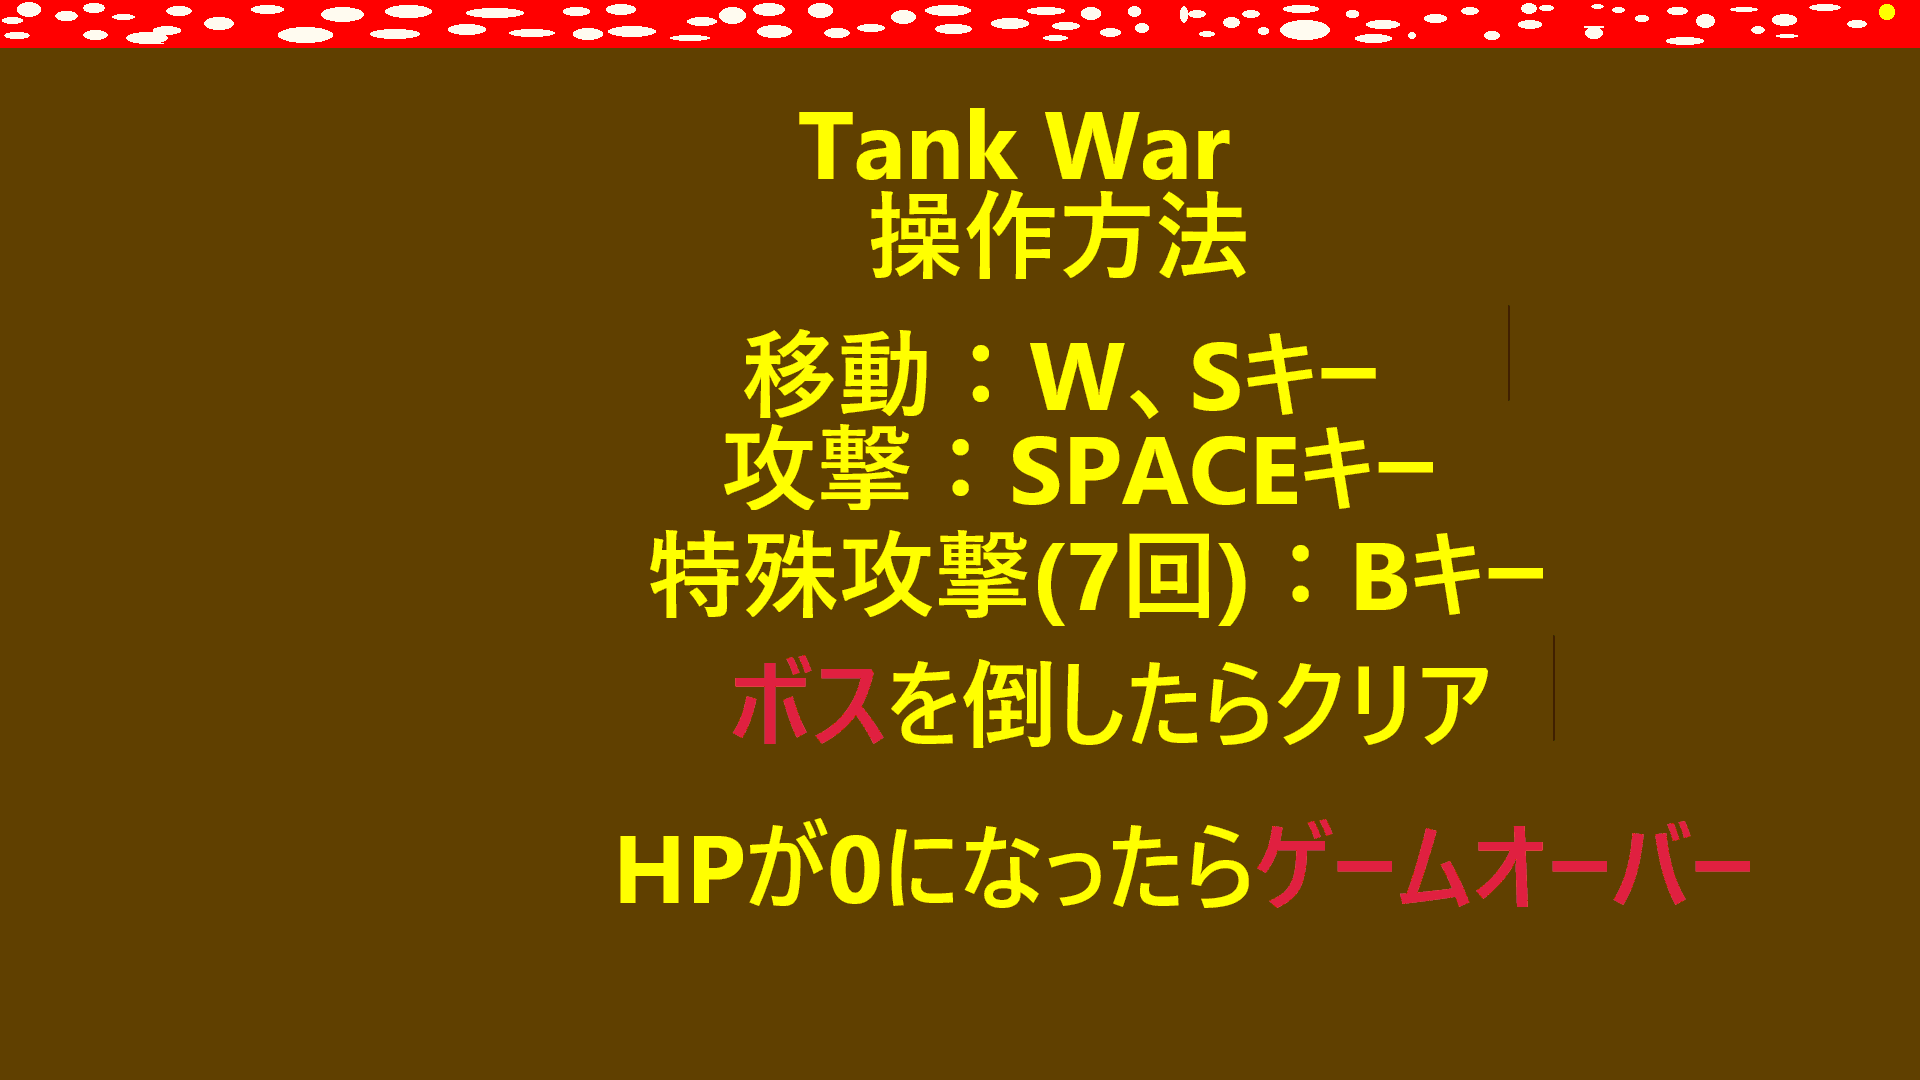 Tank War
操作方法
移動：W、Sキー
攻撃：SPACEキー
特殊攻撃(7回)：Bキー
ボスを倒したらクリア
HPが0になったらゲームオーバー